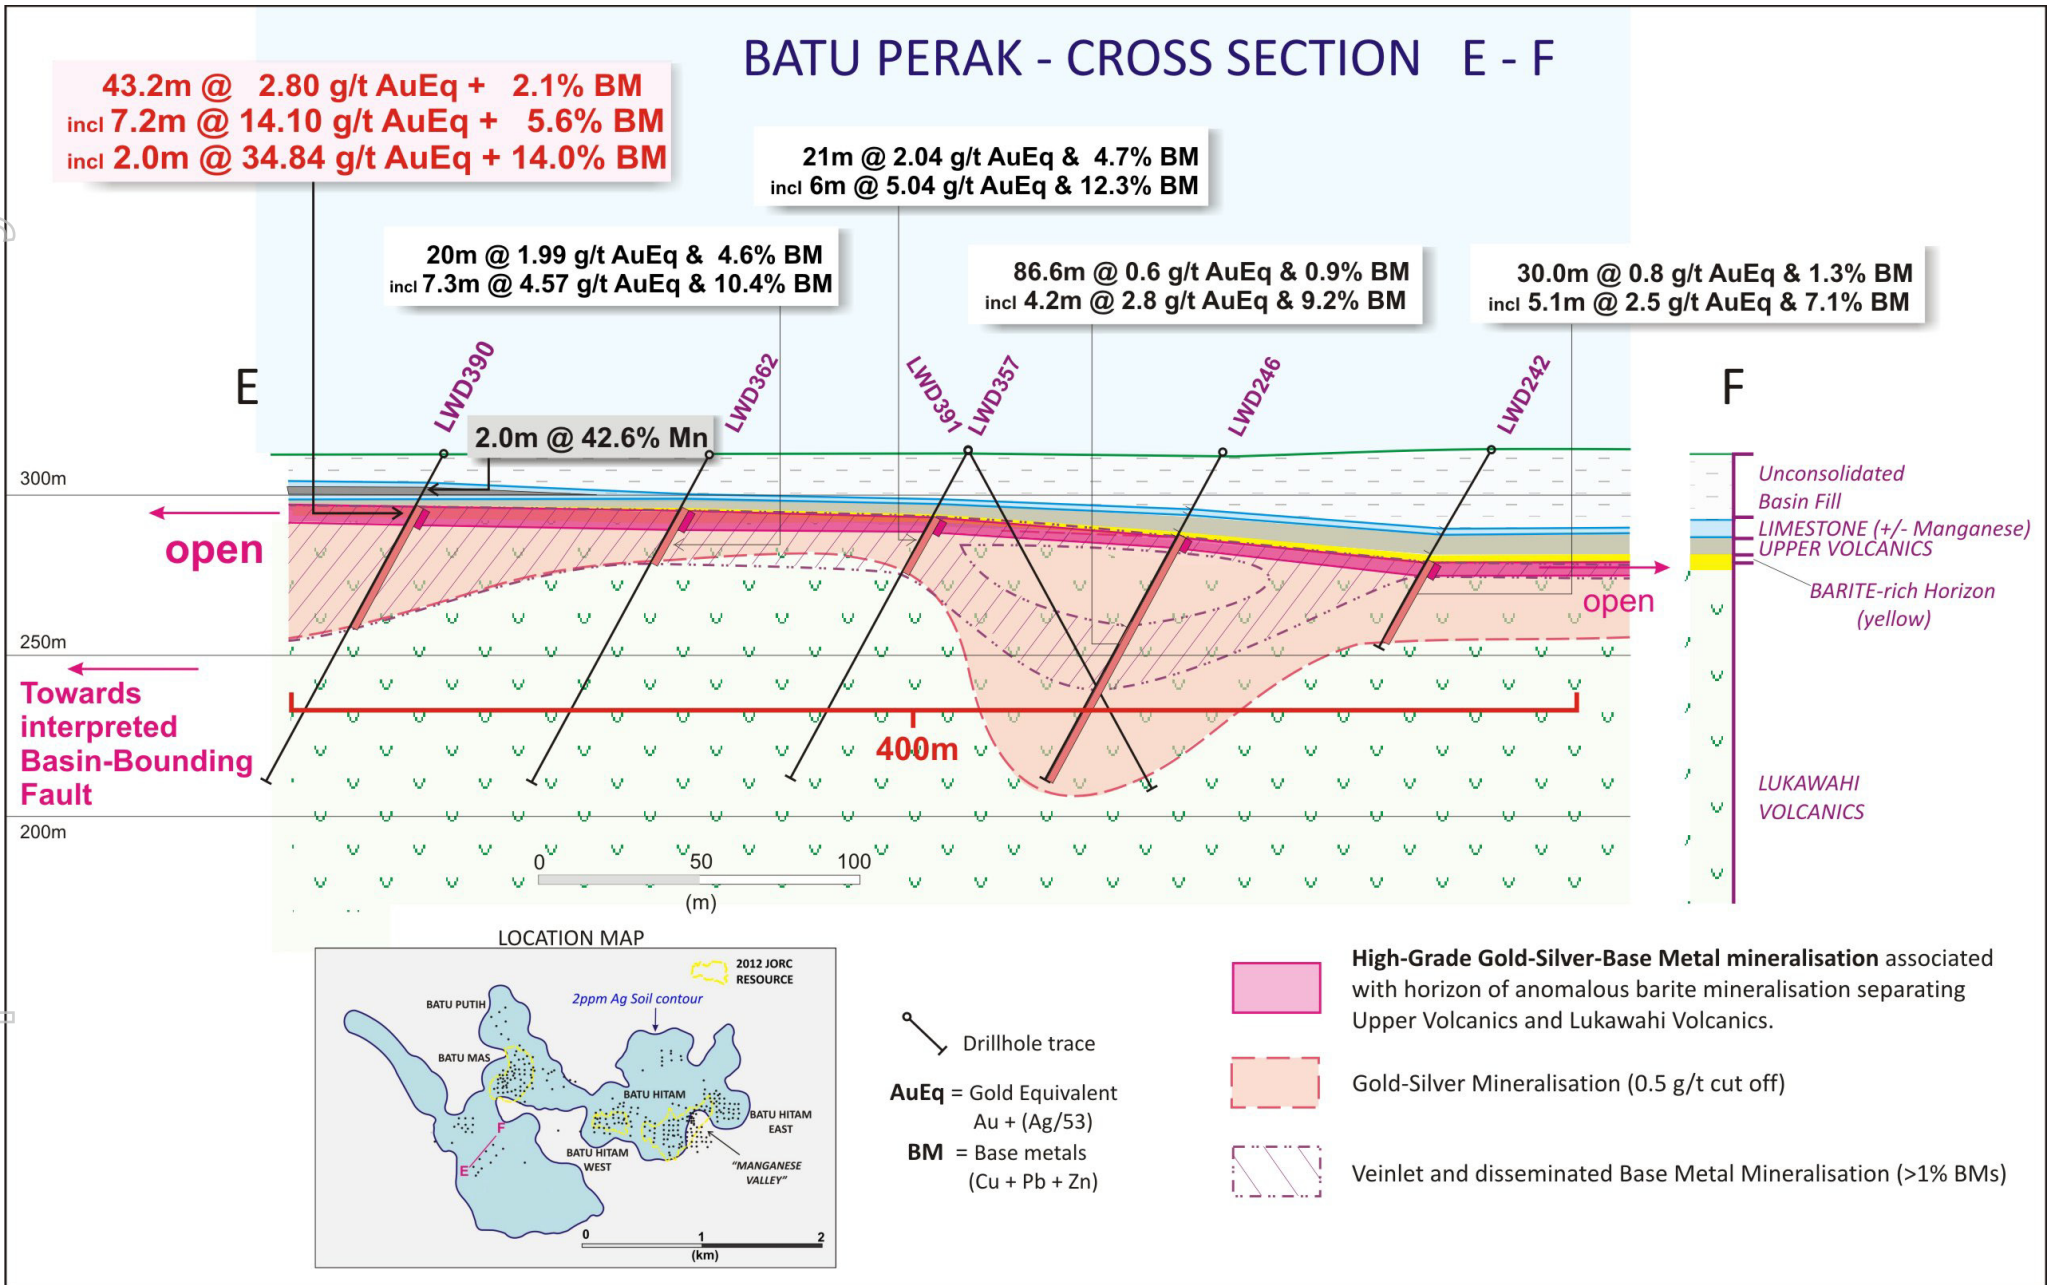 BATU PERAK - CROSS SECTION E - F
43.2m @ 2.80 g/t AuEq + 2.1% BM
incl 7.2m @ 14.10 g/t AuEq + 5.6% BM
incl 2.0m @ 34.84 g/t AuEq + 14.0% BM
21m @ 2.04 g/t AuEq & 4.7% BM
incl 6m @ 5.04 g/t AuEq & 12.3% BM
20m @ 1.99 g/t AuEq & 4.6% BM
incl 7.3m @ 4.57 g/t AuEq & 10.4% BM
86.6m @ 0.6 g/t AuEq & 0.9% BM
incl 4.2m @ 2.8 g/t AuEq & 9.2% BM
30.0m @ 0.8 g/t AuEq & 1.3% BM
incl 5.1m @ 2.5 g/t AuEq & 7.1% BM
E
LWD390
LWD362
LWD391
LWD357
LWD246
LWD242
F
2.0m @ 42.6% Mn
300m
open
250m
Towards
interpreted
Basin-Bounding
Fault
200m
400m
open
Unconsolidated
Basin Fill
LIMESTONE (+/- Manganese)
UPPER VOLCANICS
BARITE-rich Horizon
(yellow)
LUKAWAHI
VOLCANICS
0 50 100
(m)
LOCATION MAP
2012 JORC
RESOURCE
2ppm Ag Soil contour
BATU PUTIH
BATU MAS
BATU HITAM
BATU HITAM
EAST
BATU HITAM
WEST
"MANGANESE
VALLEY"
F
E
0 1 2
(km)
Drillhole trace
AuEq = Gold Equivalent
Au + (Ag/53)
BM = Base metals
(Cu + Pb + Zn)
High-Grade Gold-Silver-Base Metal mineralisation associated
with horizon of anomalous barite mineralisation separating
Upper Volcanics and Lukawahi Volcanics.
Gold-Silver Mineralisation (0.5 g/t cut off)
Veinlet and disseminated Base Metal Mineralisation (>1% BMs)